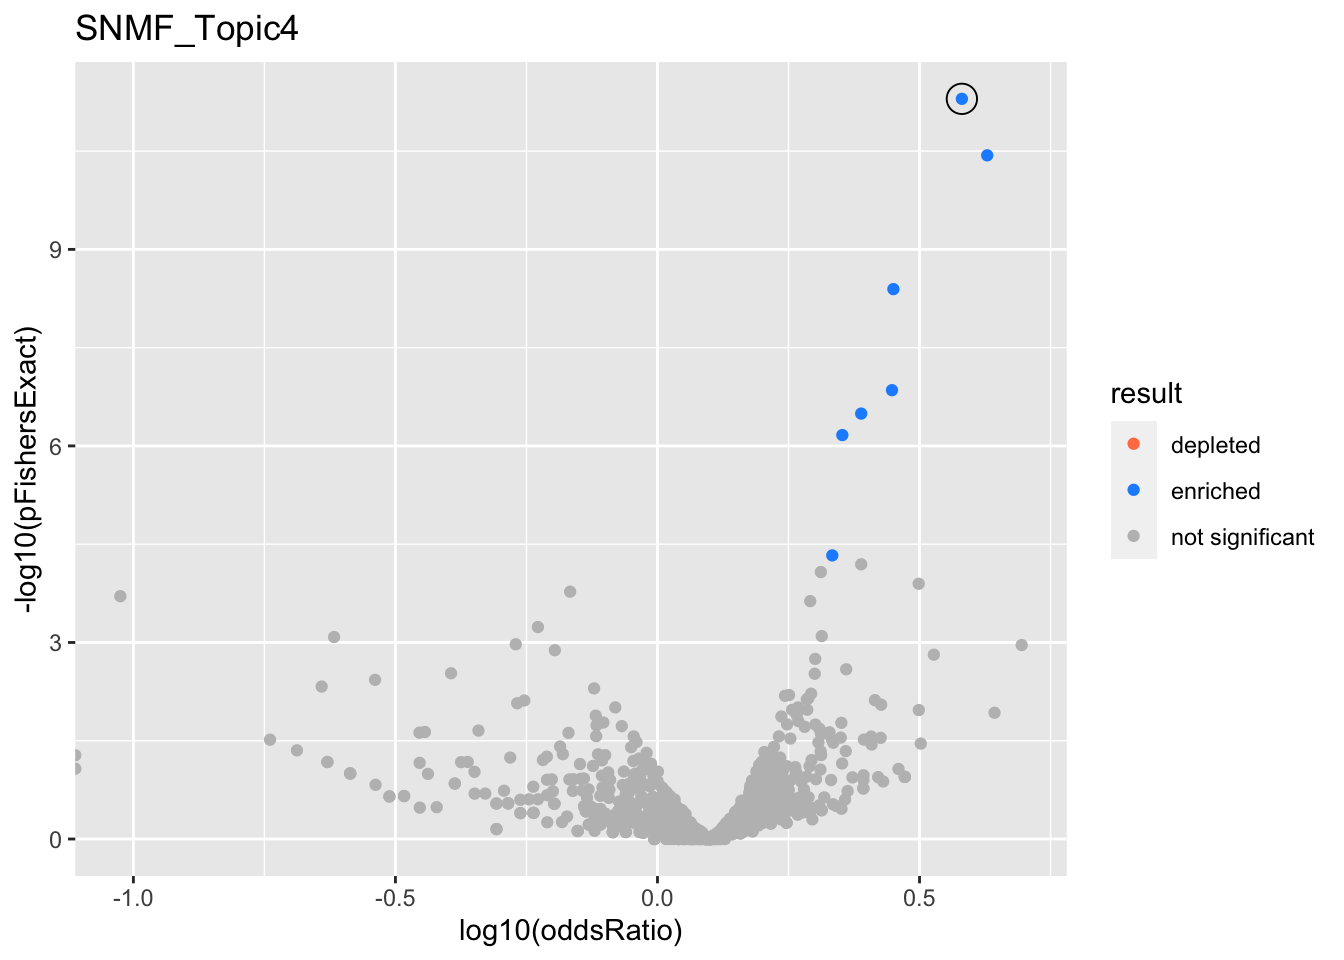 SNMF_Topic4
-log10(pFishersExact)
9
6
3
0
-1.0
-0.5
0.0
0.5
log10(oddsRatio)
result
depleted
enriched
not significant